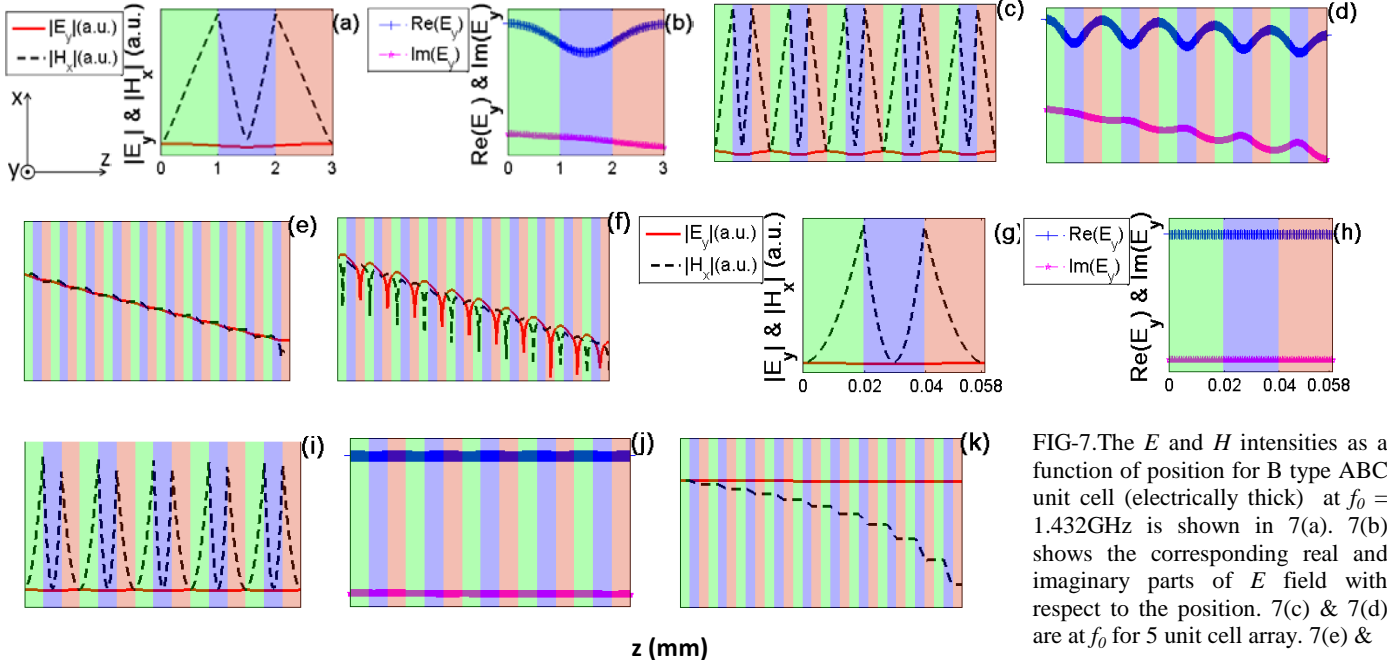 |E_y|(a.u.)
|H_x|(a.u.)
x
y
z
|E_y| & |H_x| (a.u.)
(a)
0 1 2 3
Re(E_y)
Im(E_y)
Re(E_y) & Im(E_y)
(b)
0 1 2 3
(c)
(d)
(e)
(f)
|E_y|(a.u.)
|H_x|(a.u.)
|E_y| & |H_x| (a.u.)
(g)
0 0.02 0.04 0.058
Re(E_y)
Im(E_y)
Re(E_y) & Im(E_y)
(h)
0 0.02 0.04 0.058
(i)
(j)
(k)
z (mm)
FIG-7.The E and H intensities as a
function of position for B type ABC
unit cell (electrically thick) at f_0 =
1.432GHz is shown in 7(a). 7(b)
shows the corresponding real and
imaginary parts of E field with
respect to the position. 7(c) & 7(d)
are at f_0 for 5 unit cell array. 7(e) &